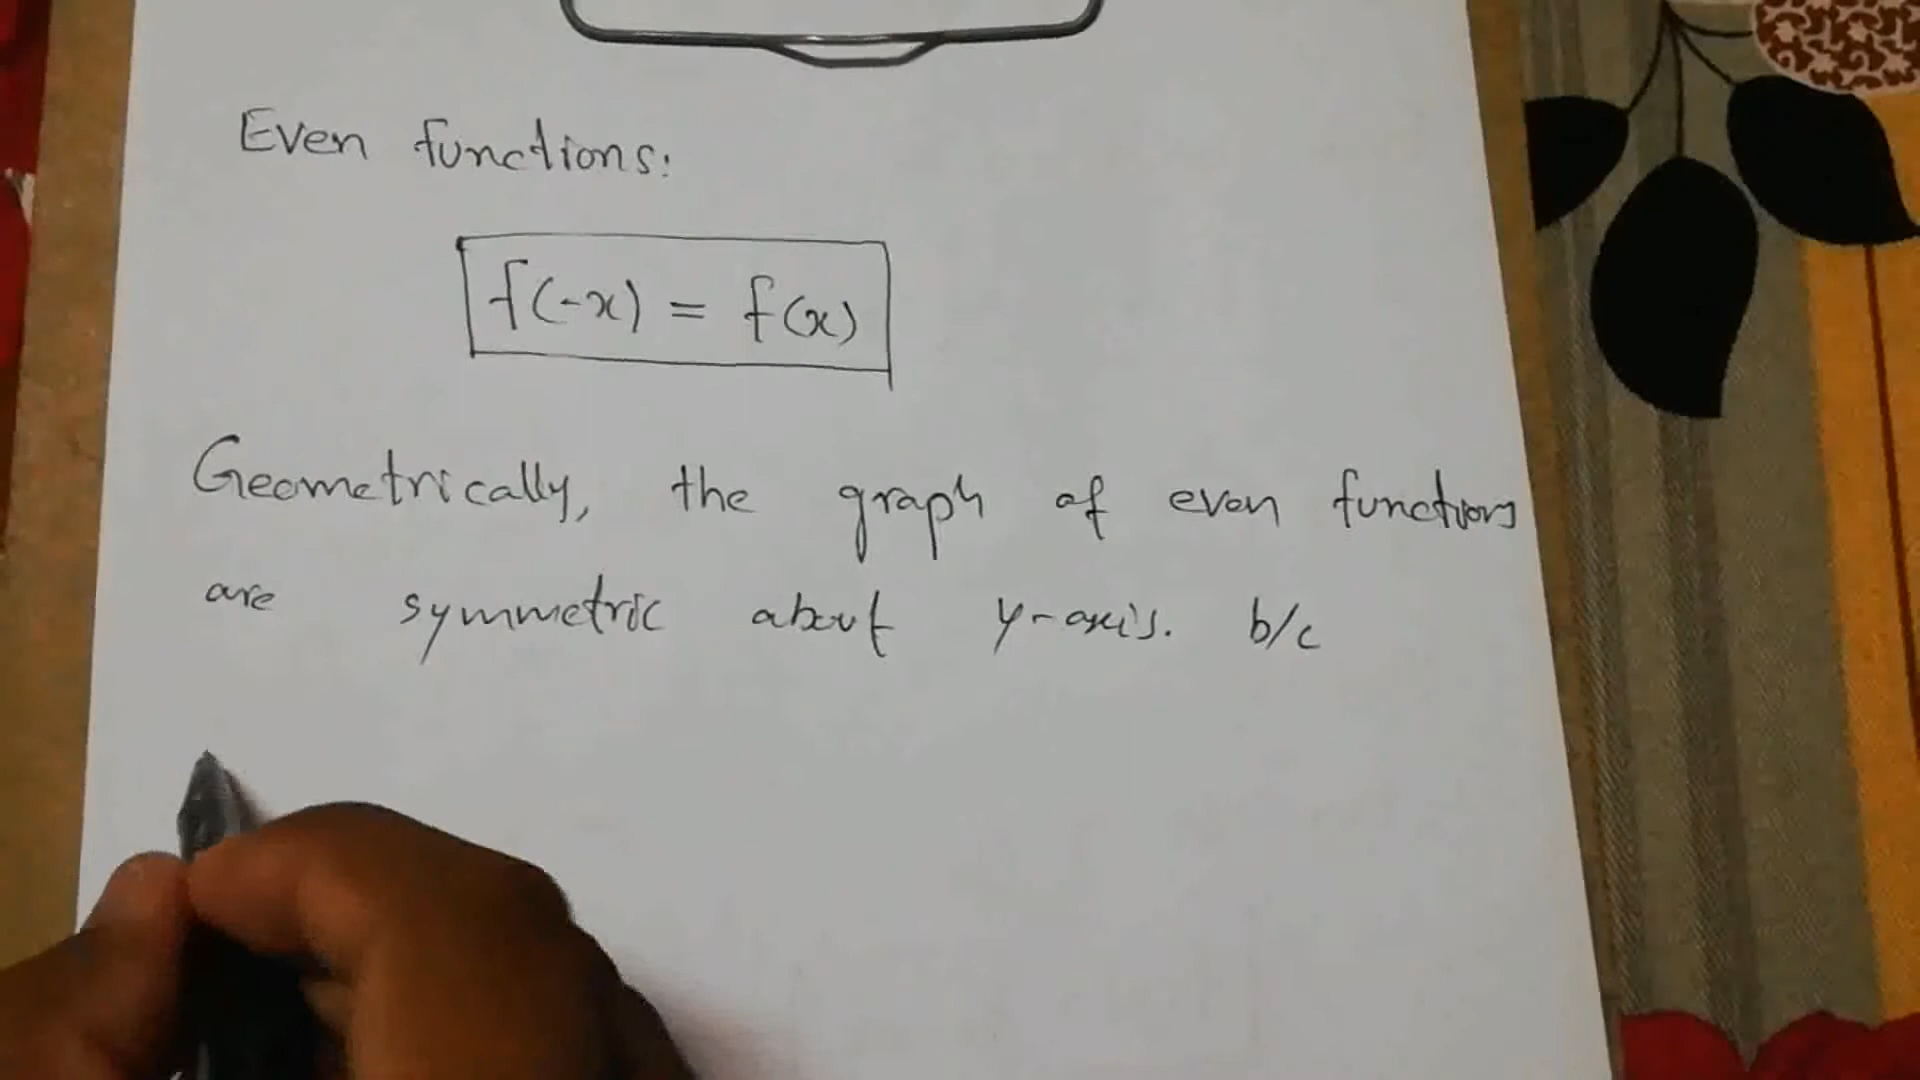 Even functions:
f(-x) = f(x)
Geometrically, the graph of even functions
are symmetric about y-axis. b/c